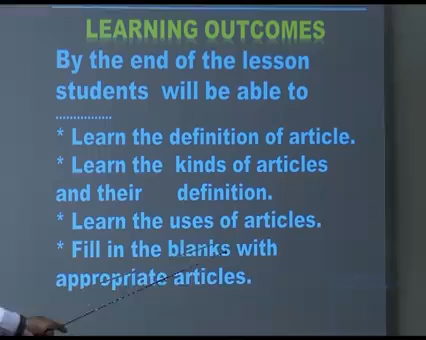 LEARNING OUTCOMES
By the end of the lesson
students will be able to
................
* Learn the definition of article.
* Learn the kinds of articles
and their definition.
* Learn the uses of articles.
* Fill in the blanks with
appropriate articles.